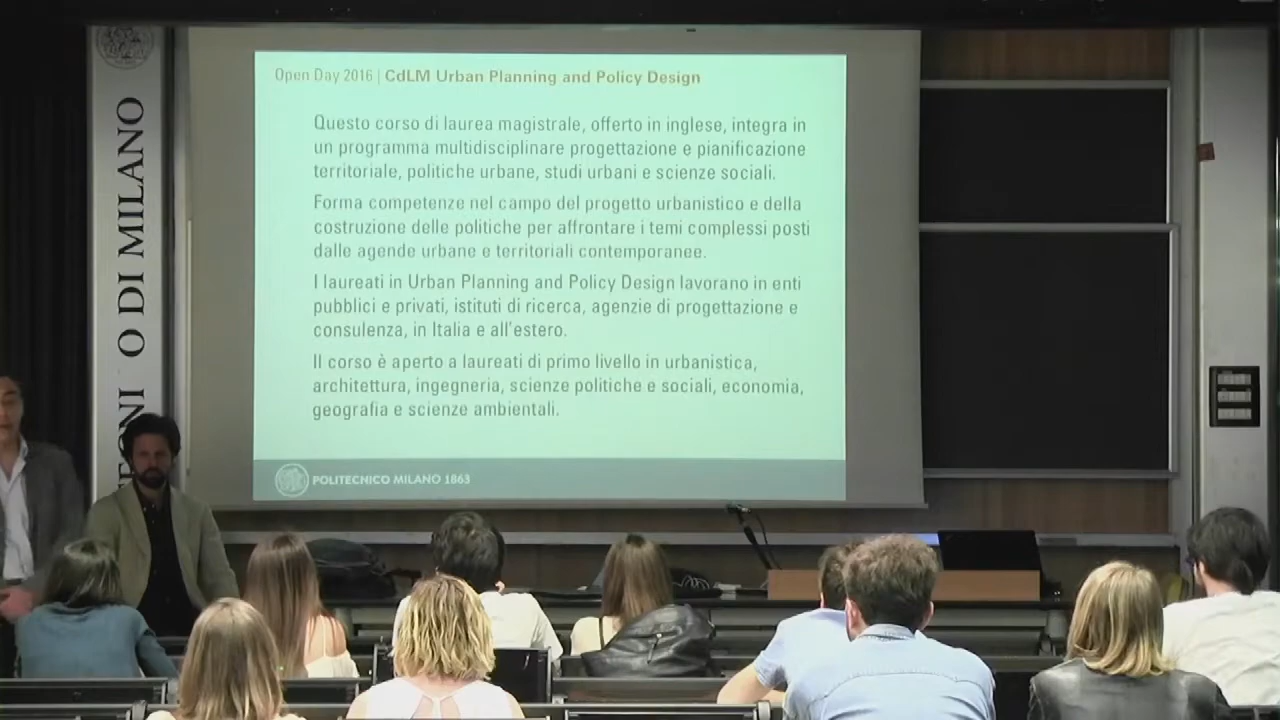 Open Day 2016 | CdLM Urban Planning and Policy Design
Questo corso di laurea magistrale, offerto in inglese, integra in
un programma multidisciplinare progettazione e pianificazione
territoriale, politiche urbane, studi urbani e scienze sociali.
Forma competenze nel campo del progetto urbanistico e della
costruzione delle politiche per affrontare i temi complessi posti
dalle agende urbane e territoriali contemporanee.
I laureati in Urban Planning and Policy Design lavorano in enti
pubblici e privati, istituti di ricerca, agenzie di progettazione e
consulenza, in Italia e all'estero.
Il corso è aperto a laureati di primo livello in urbanistica,
architettura, ingegneria, scienze politiche e sociali, economia,
geografia e scienze ambientali.
POLITECNICO MILANO 1863
O DI MILANO